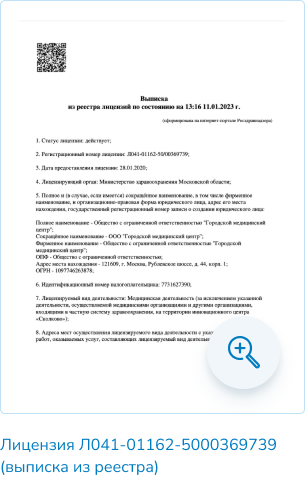 Выписка
из реестра лицензий по состоянию на 13:16 11.01.2023 г.
(сформирована на интернет-портале Росздравнадзора)
1. Статус лицензии: действует;
2. Регистрационный номер лицензии: Л041-01162-50/00369739;
3. Дата предоставления лицензии: 28.01.2020;
4. Лицензирующий орган: Министерство здравоохранения Московской области;
5. Полное и (в случае, если имеется) сокращённое наименование, в том числе фирменное
наименование, и организационно-правовая форма юридического лица, адрес его места
нахождения, государственный регистрационный номер записи о создании юридического лица:
Полное наименование - Общество с ограниченной ответственностью "Городской медицинский
центр";
Сокращённое наименование - ООО "Городской медицинский центр";
Фирменное наименование - Общество с ограниченной ответственностью "Городской
медицинский центр";
ОПФ - Общество с ограниченной ответственностью;
Адрес места нахождения - 121609, г. Москва, Рублевское шоссе, д. 44, корп. 1;
ОГРН - 1097746263878;
6. Идентификационный номер налогоплательщика: 7731627390;
7. Лицензируемый вид деятельности: Медицинская деятельность (за исключением указанной
деятельности, осуществляемой медицинскими организациями и другими организациями,
входящими в частную систему здравоохранения, на территории инновационного центра
«Сколково»);
8. Адреса мест осуществления лицензируемого вида деятельности с
работ, оказываемых услуг, составляющих лицензируемый вид
Лицензия Л041-01162-5000369739
(выписка из реестра)